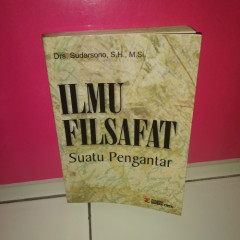 Drs. Sudarsono, S.H., M.Si.
ILMU
FILSAFAT
Suatu Pengantar